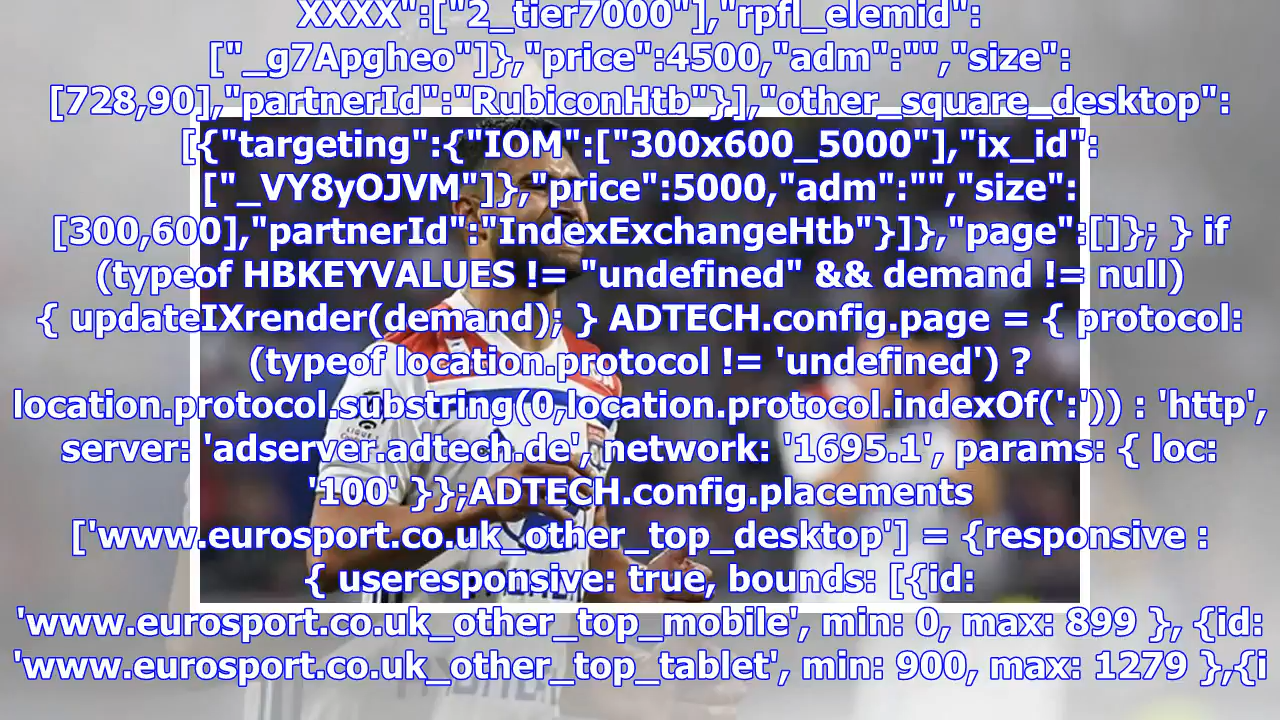 XXXX":["2_tier7000"],"rpfl_elemid":
["_g7Apgheo"]},"price":4500,"adm":"","size":
[728,90],"partnerId":"RubiconHtb"}],"other_square_desktop":
[{"targeting":{"IOM":["300x600_5000"],"ix_id":
["_VY8yOJVM"]},"price":5000,"adm":"","size":
[300,600],"partnerId":"IndexExchangeHtb"}]},"page":[]}; } if
(typeof HBKEYVALUES != "undefined" && demand != null)
{ updateIXrender(demand); } ADTECH.config.page = { protocol:
(typeof location.protocol != 'undefined') ?
location.protocol.substring(0,location.protocol.indexOf(':')) : 'http',
server: 'adserver.adtech.de', network: '1695.1', params: { loc:
'100' }};ADTECH.config.placements
['www.eurosport.co.uk_other_top_desktop'] = {responsive :
{ useresponsive: true, bounds: [{id:
'www.eurosport.co.uk_other_top_mobile', min: 0, max: 899 }, {id:
'www.eurosport.co.uk_other_top_tablet', min: 900, max: 1279 },{i